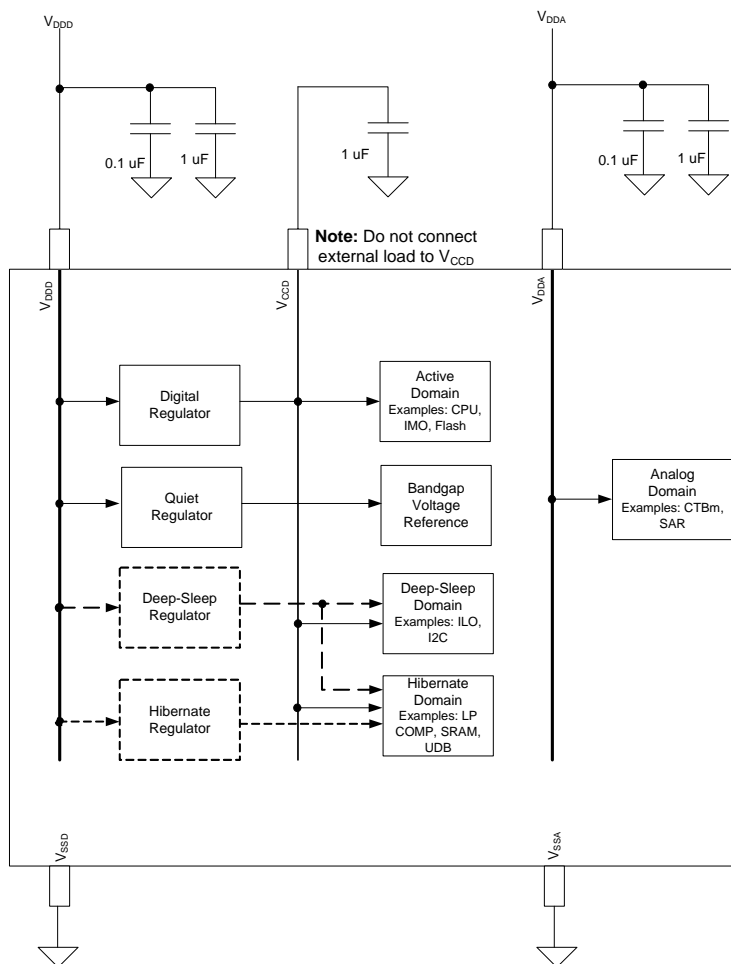 VDDD
VDDA
0.1 uF
1 uF
1 uF
0.1 uF
1 uF
Note: Do not connect
external load to VCCD
VDDD
VCCD
VDDA
Digital
Regulator
Active
Domain
Examples: CPU,
IMO, Flash
Quiet
Regulator
Bandgap
Voltage
Reference
Analog
Domain
Examples: CTBm,
SAR
Deep-Sleep
Regulator
Deep-Sleep
Domain
Examples: ILO,
I2C
Hibernate
Regulator
Hibernate
Domain
Examples: LP
COMP, SRAM,
UDB
VSSD
VSSA